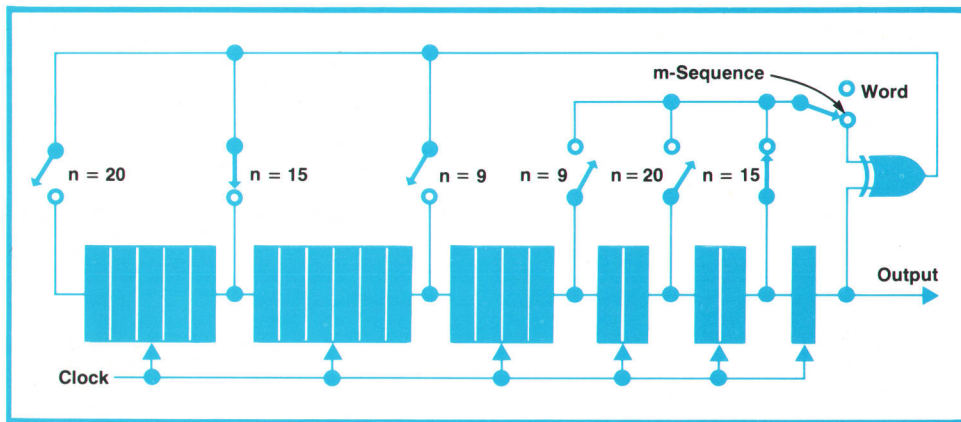 m-Sequence
Word
n = 20
n = 15
n = 9
n = 9
n = 20
n = 15
Output
Clock